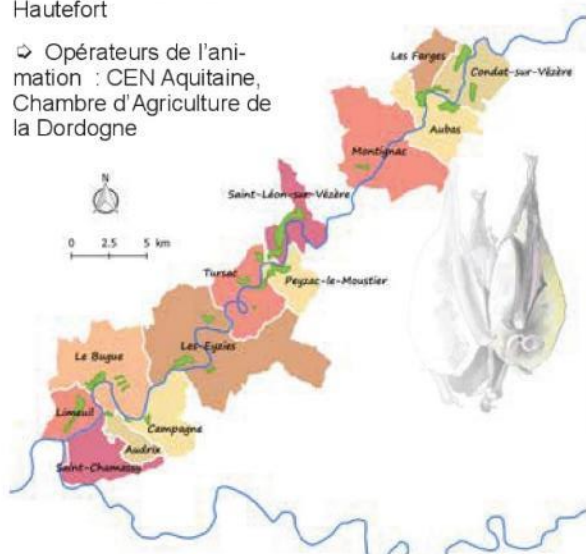 Hautefort
➯ Opérateurs de l'ani-
mation : CEN Aquitaine,
Chambre d'Agriculture de
la Dordogne
Les Farges
Condat-sur-Vézère
Aubas
Montignac
Saint-Léon-sur-Vézère
N
0 2.5 5 km
Tursac
Peyzac-le-Moustier
Les-Eyzies
Le Bugue
Limeuil
Campagne
Audrix
Saint-Chamassy